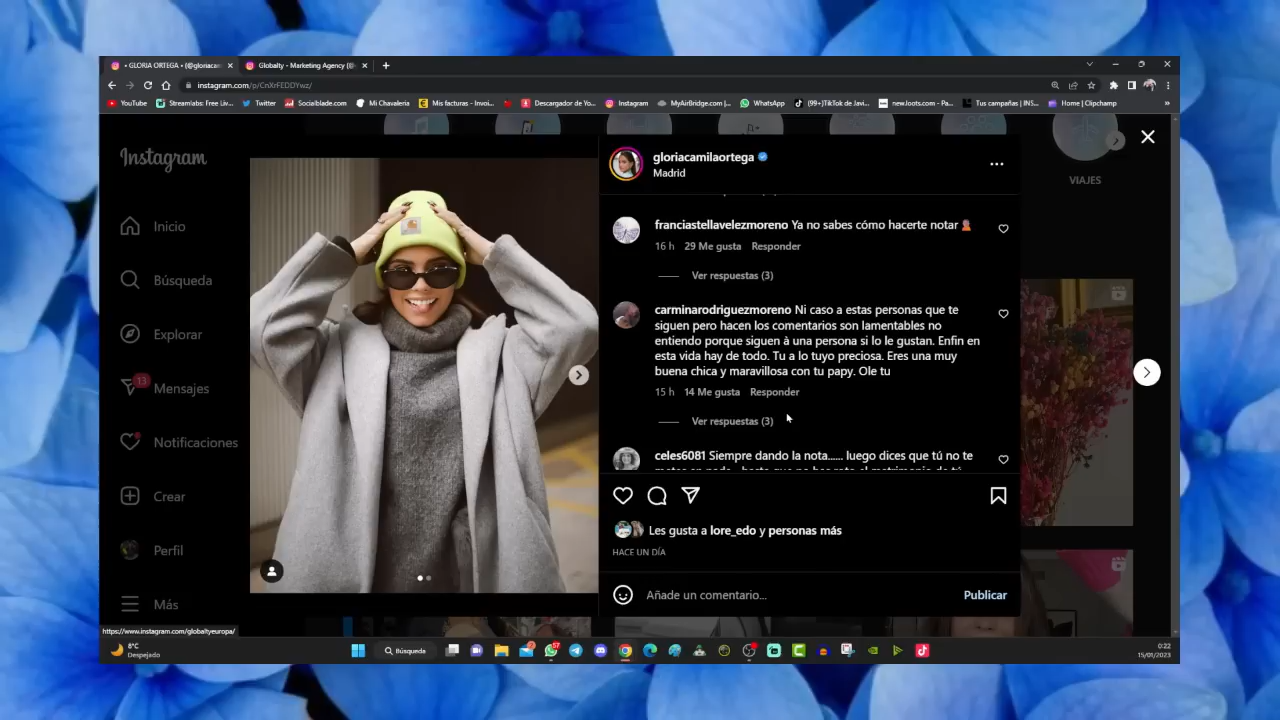 • GLORIA ORTEGA • (@gloriacam
Globalty - Marketing Agency (@
instagram.com/p/CnXrFEDDYwz/
YouTube
Streamlabs: Free Liv...
Twitter
Socialblade.com
Mi Chavaleria
Mis facturas - Invoi...
Descargador de Yo...
Instagram
MyAirBridge.com |...
WhatsApp
(99+)TikTok de Javi...
new.loots.com - Pa...
Tus campañas | INS...
Home | Clipchamp
»
Instagram
Inicio
Búsqueda
Explorar
13
Mensajes
Notificaciones
Crear
Perfil
Más
gloriacamilaortega
Madrid
franciastellavelezmoreno Ya no sabes cómo hacerte notar
16 h 29 Me gusta Responder
Ver respuestas (3)
carminarodriguezmoreno Ni caso a estas personas que te
siguen pero hacen los comentarios son lamentables no
entiendo porque siguen à una persona si lo le gustan. Enfin en
esta vida hay de todo. Tu a lo tuyo preciosa. Eres una muy
buena chica y maravillosa con tu papy. Ole tu
15 h 14 Me gusta Responder
Ver respuestas (3)
celes6081 Siempre dando la nota...... luego dices que tú no te
Les gusta a lore_edo y personas más
HACE UN DÍA
Añade un comentario...
Publicar
VIAJES
https://www.instagram.com/globaltyeuropa/
8°C
Despejado
Búsqueda
0:22
15/01/2023